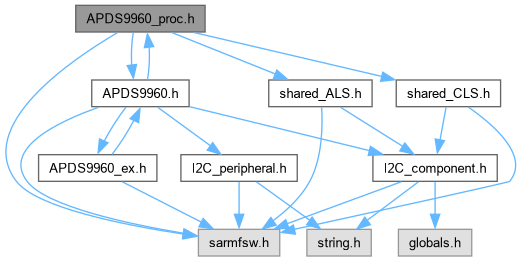 APDS9960_proc.h
APDS9960.h
shared_ALS.h
shared_CLS.h
APDS9960_ex.h
I2C_peripheral.h
I2C_component.h
sarmfsw.h
string.h
globals.h